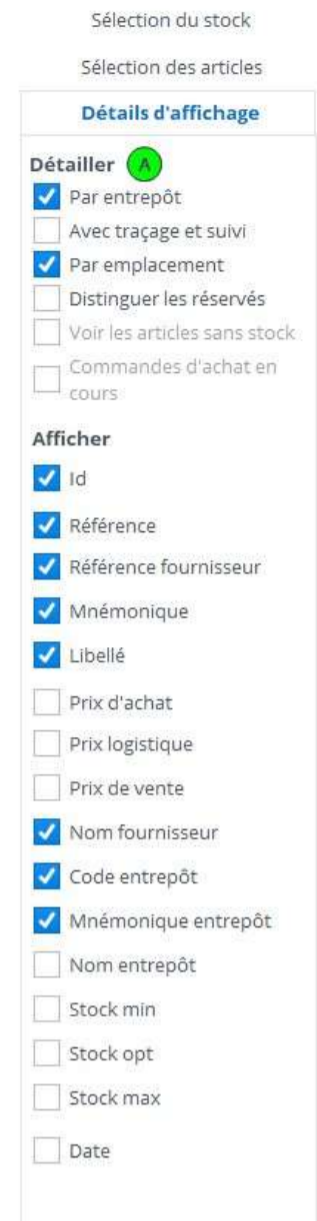 Sélection du stock
Sélection des articles
Détails d'affichage
Détailler A
Par entrepôt
Avec traçage et suivi
Par emplacement
Distinguer les réservés
Voir les articles sans stock
Commandes d'achat en
cours
Afficher
Id
Référence
Référence fournisseur
Mnémonique
Libellé
Prix d'achat
Prix logistique
Prix de vente
Nom fournisseur
Code entrepôt
Mnémonique entrepôt
Nom entrepôt
Stock min
Stock opt
Stock max
Date